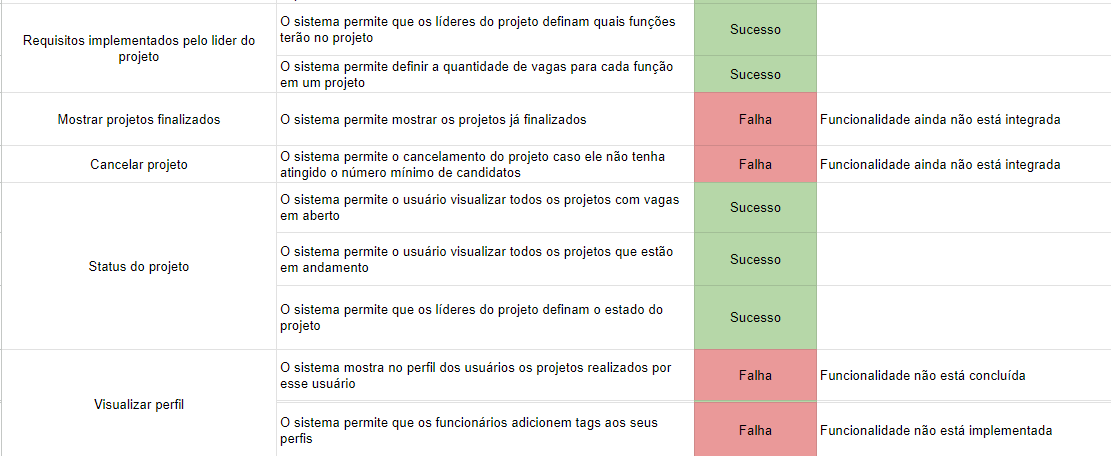 Requisitos implementados pelo lider do
projeto
O sistema permite que os líderes do projeto definam quais funções
terão no projeto
Sucesso
O sistema permite definir a quantidade de vagas para cada função
em um projeto
Sucesso
Mostrar projetos finalizados
O sistema permite mostrar os projetos já finalizados
Falha
Funcionalidade ainda não está integrada
Cancelar projeto
O sistema permite o cancelamento do projeto caso ele não tenha
atingido o número mínimo de candidatos
Falha
Funcionalidade ainda não está integrada
Status do projeto
O sistema permite o usuário visualizar todos os projetos com vagas
em aberto
Sucesso
O sistema permite o usuário visualizar todos os projetos que estão
em andamento
Sucesso
O sistema permite que os líderes do projeto definam o estado do
projeto
Sucesso
Visualizar perfil
O sistema mostra no perfil dos usuários os projetos realizados por
esse usuário
Falha
Funcionalidade não está concluída
O sistema permite que os funcionários adicionem tags aos seus
perfis
Falha
Funcionalidade não está implementada